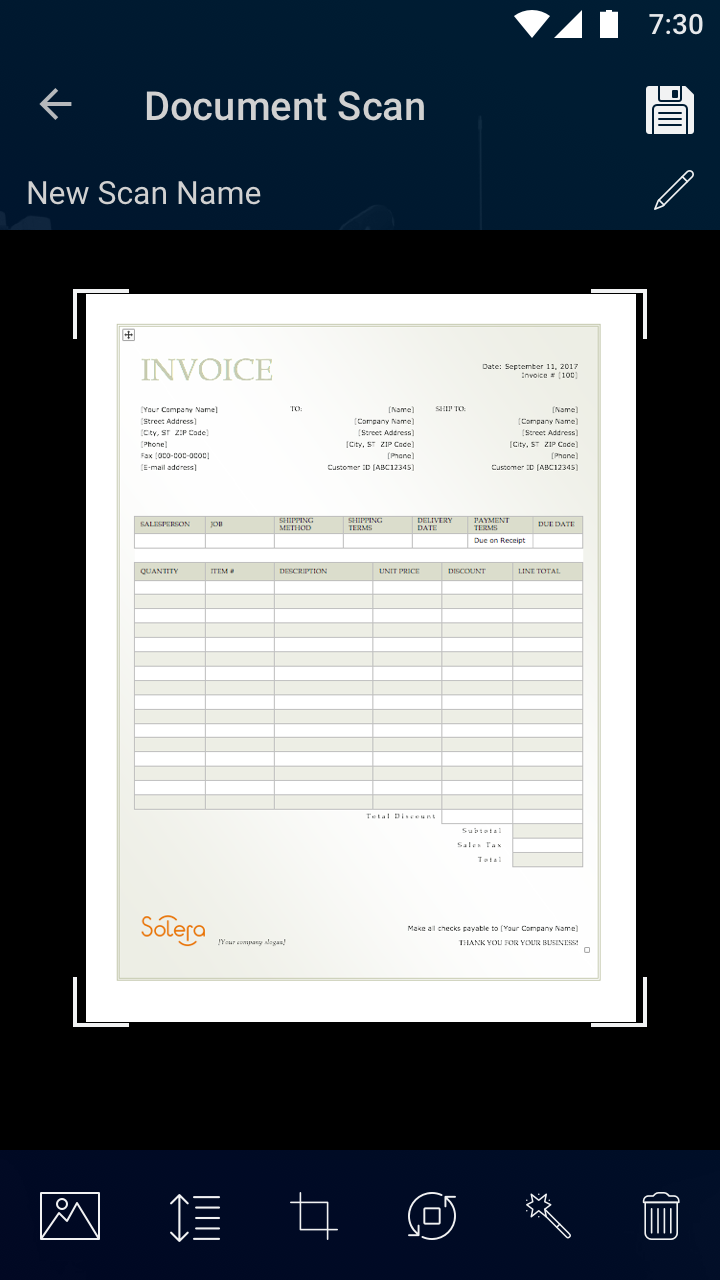 7:30
Document Scan
New Scan Name
INVOICE
Date: September 11, 2017
Invoice # [100]
[Your Company Name]
[Street Address]
[City, ST  ZIP Code]
[Phone]
Fax [000-000-0000]
[E-mail address]
TO:
[Name]
[Company Name]
[Street Address]
[City, ST  ZIP Code]
[Phone]
Customer ID [ABC12345]
SHIP TO:
[Name]
[Company Name]
[Street Address]
[City, ST  ZIP Code]
[Phone]
Customer ID [ABC12345]
SALESPERSON JOB SHIPPING METHOD SHIPPING TERMS DELIVERY DATE PAYMENT TERMS DUE DATE
Due on Receipt
QUANTITY ITEM # DESCRIPTION UNIT PRICE DISCOUNT LINE TOTAL
Total Discount
Subtotal
Sales Tax
Total
Solera
[Your company slogan]
Make all checks payable to [Your Company Name]
THANK YOU FOR YOUR BUSINESS!